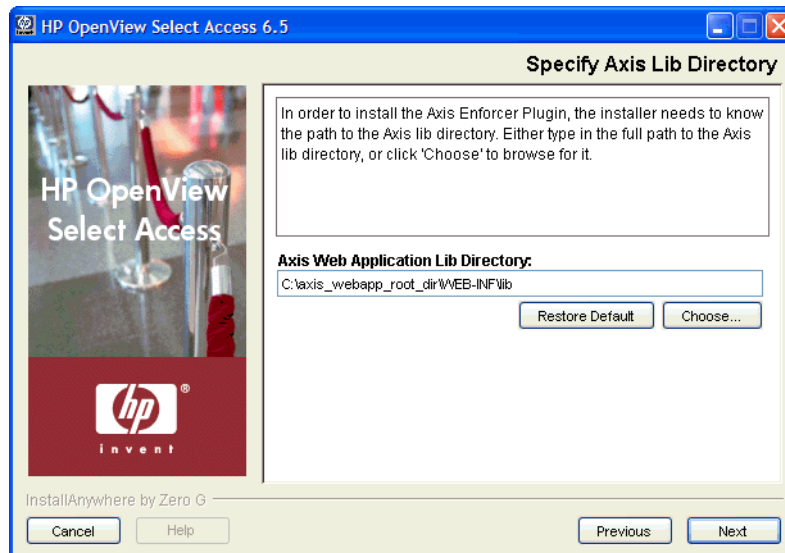 HP OpenView Select Access 6.5
Specify Axis Lib Directory
In order to install the Axis Enforcer Plugin, the installer needs to know
the path to the Axis lib directory. Either type in the full path to the Axis
lib directory, or click 'Choose' to browse for it.
HP OpenView
Select Access
Axis Web Application Lib Directory:
C:\axis_webapp_root_dir\WEB-INF\lib
Restore Default
Choose...
hp
®
invent
InstallAnywhere by Zero G
Cancel
Help
Previous
Next